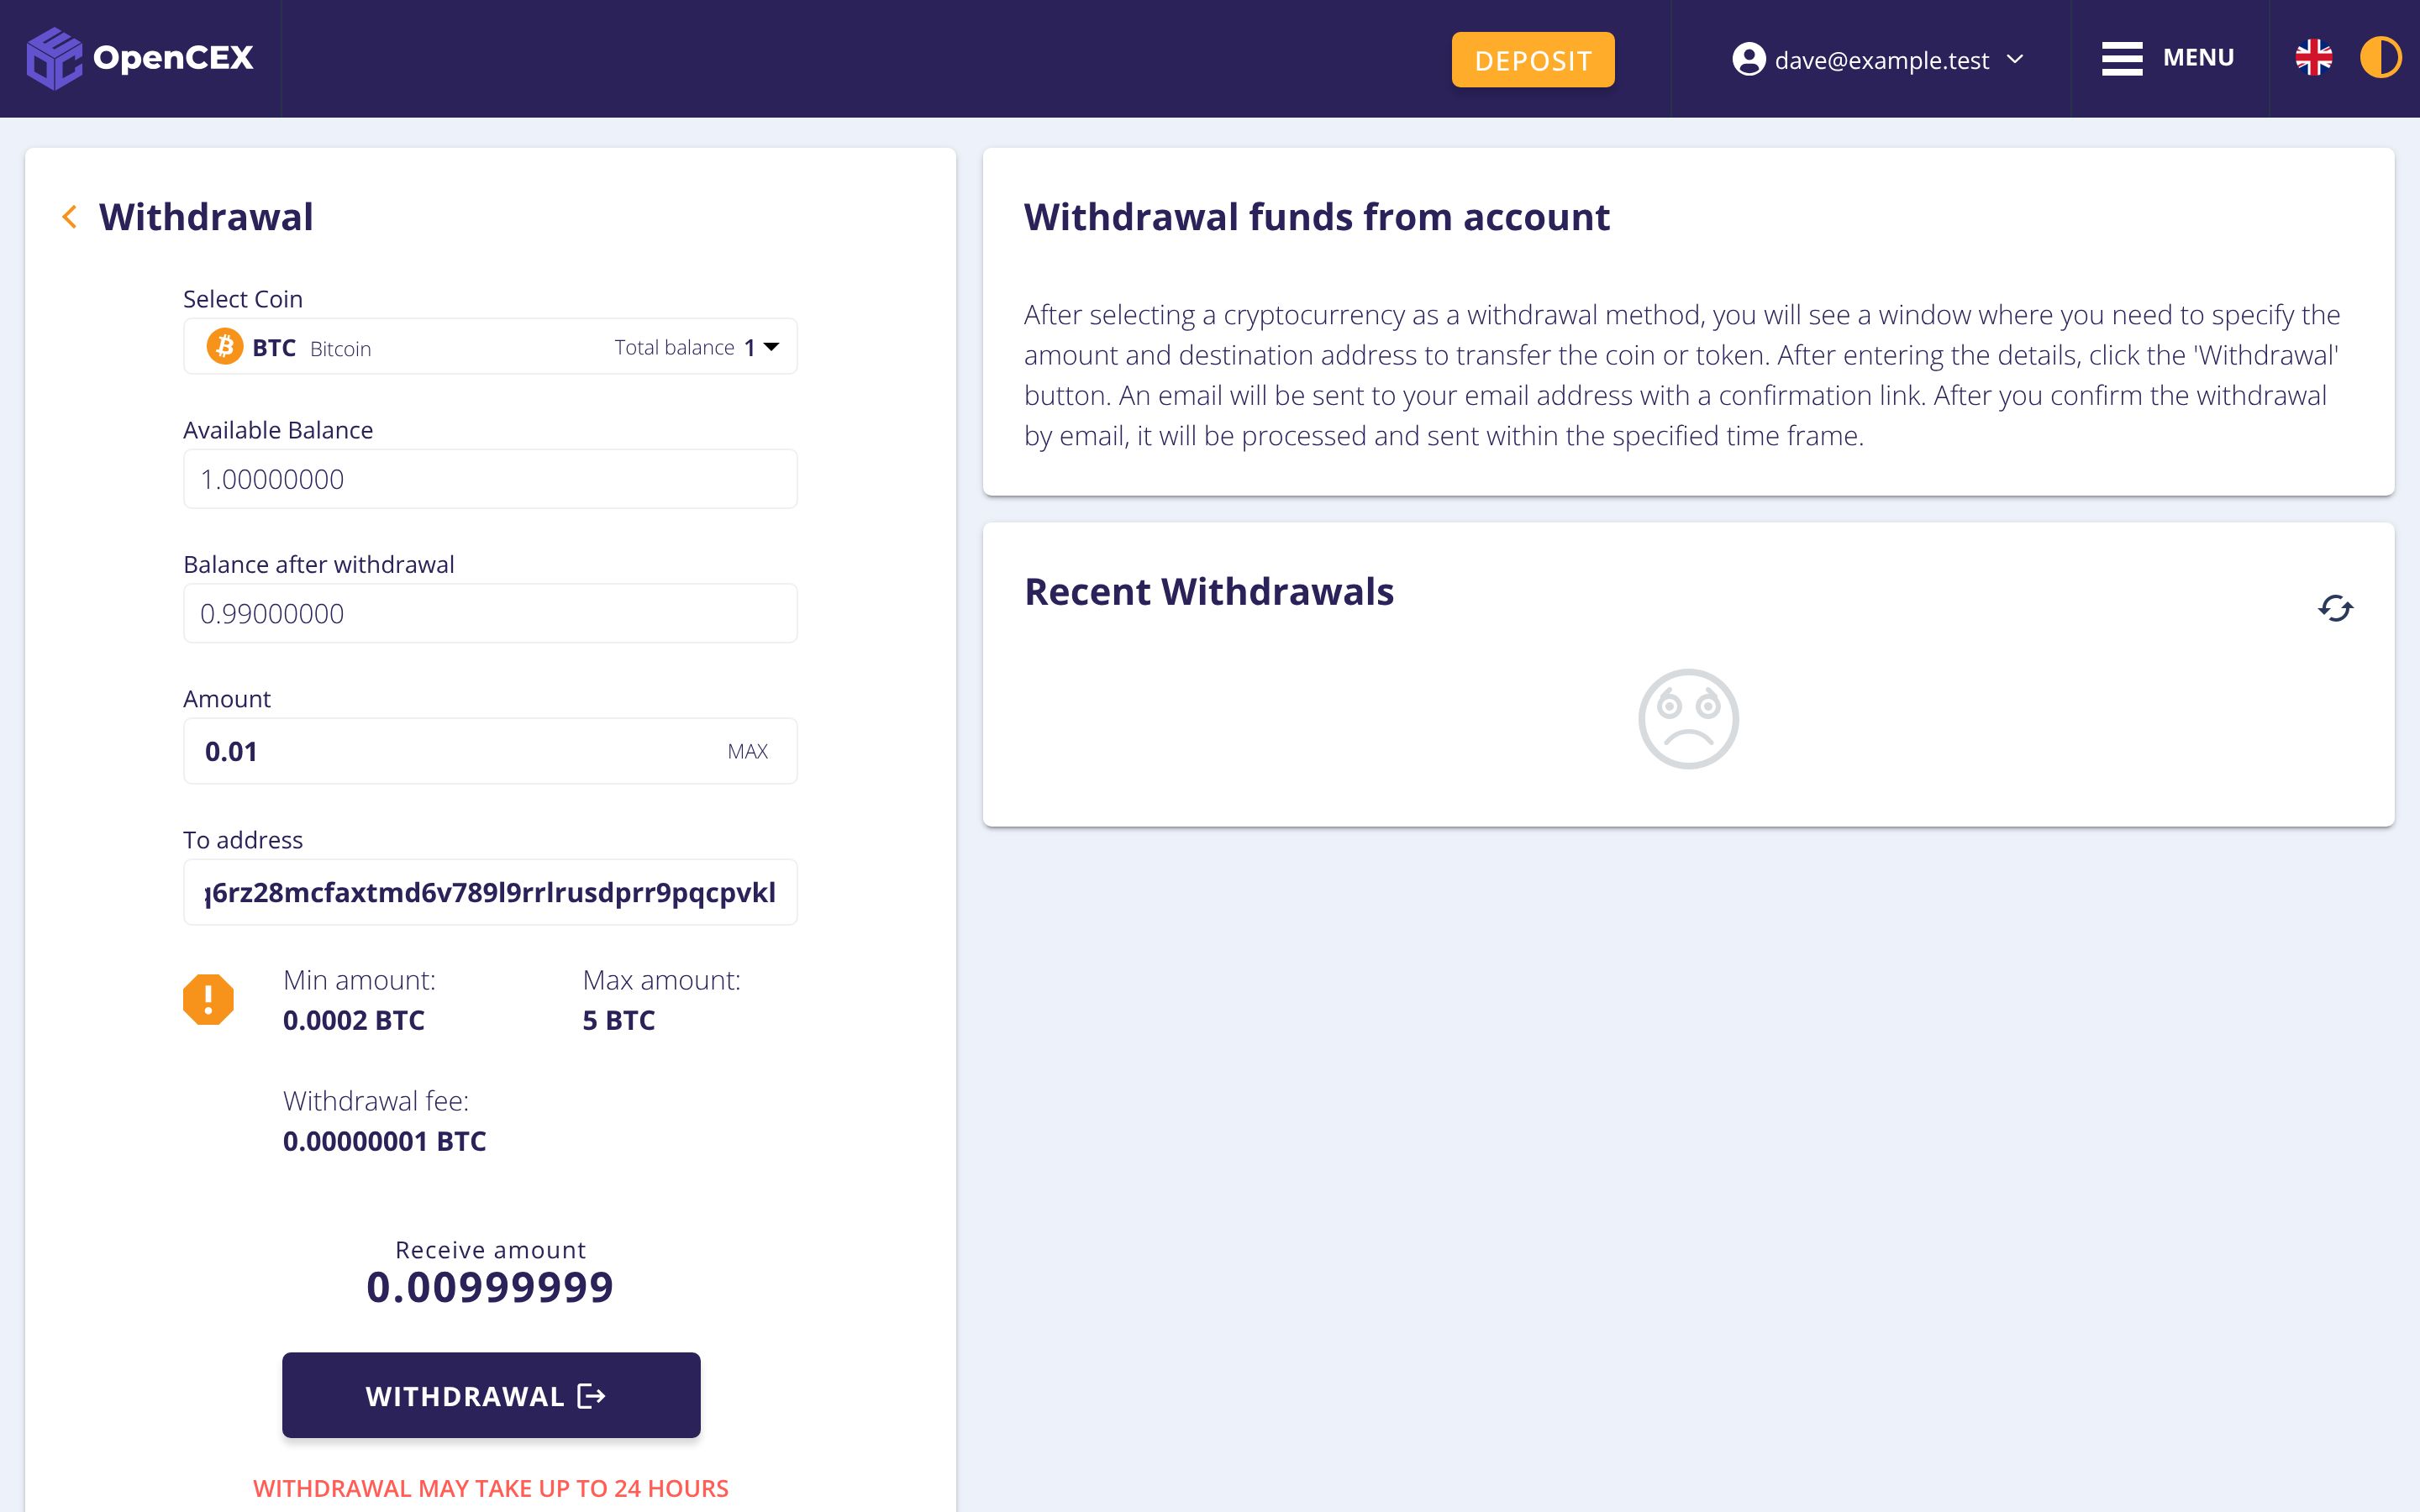 OpenCEX
DEPOSIT
dave@example.test
MENU
Withdrawal
Select Coin
BTC Bitcoin Total balance 1
Available Balance
1.00000000
Balance after withdrawal
0.99000000
Amount
0.01 MAX
To address
q6rz28mcfaxtmd6v789l9rrlrusdprr9pqcpvkl
Min amount: Max amount:
0.0002 BTC 5 BTC
Withdrawal fee:
0.00000001 BTC
Receive amount
0.00999999
WITHDRAWAL
WITHDRAWAL MAY TAKE UP TO 24 HOURS
Withdrawal funds from account
After selecting a cryptocurrency as a withdrawal method, you will see a window where you need to specify the
amount and destination address to transfer the coin or token. After entering the details, click the 'Withdrawal'
button. An email will be sent to your email address with a confirmation link. After you confirm the withdrawal
by email, it will be processed and sent within the specified time frame.
Recent Withdrawals